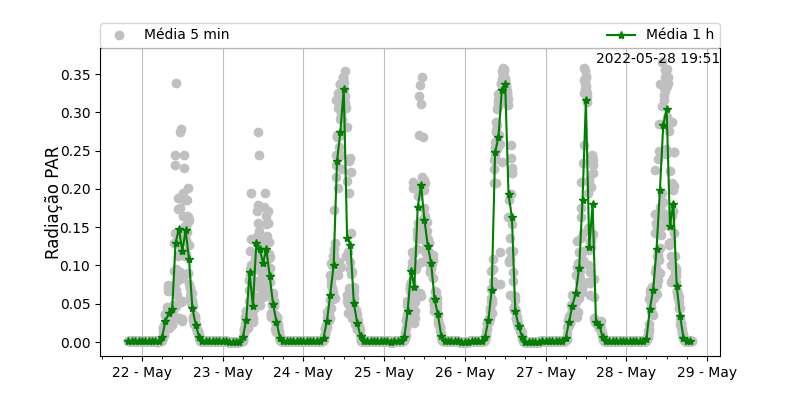 Média 5 min
Média 1 h
2022-05-28 19:51
Radiação PAR
0.35
0.30
0.25
0.20
0.15
0.10
0.05
0.00
22 - May
23 - May
24 - May
25 - May
26 - May
27 - May
28 - May
29 - May